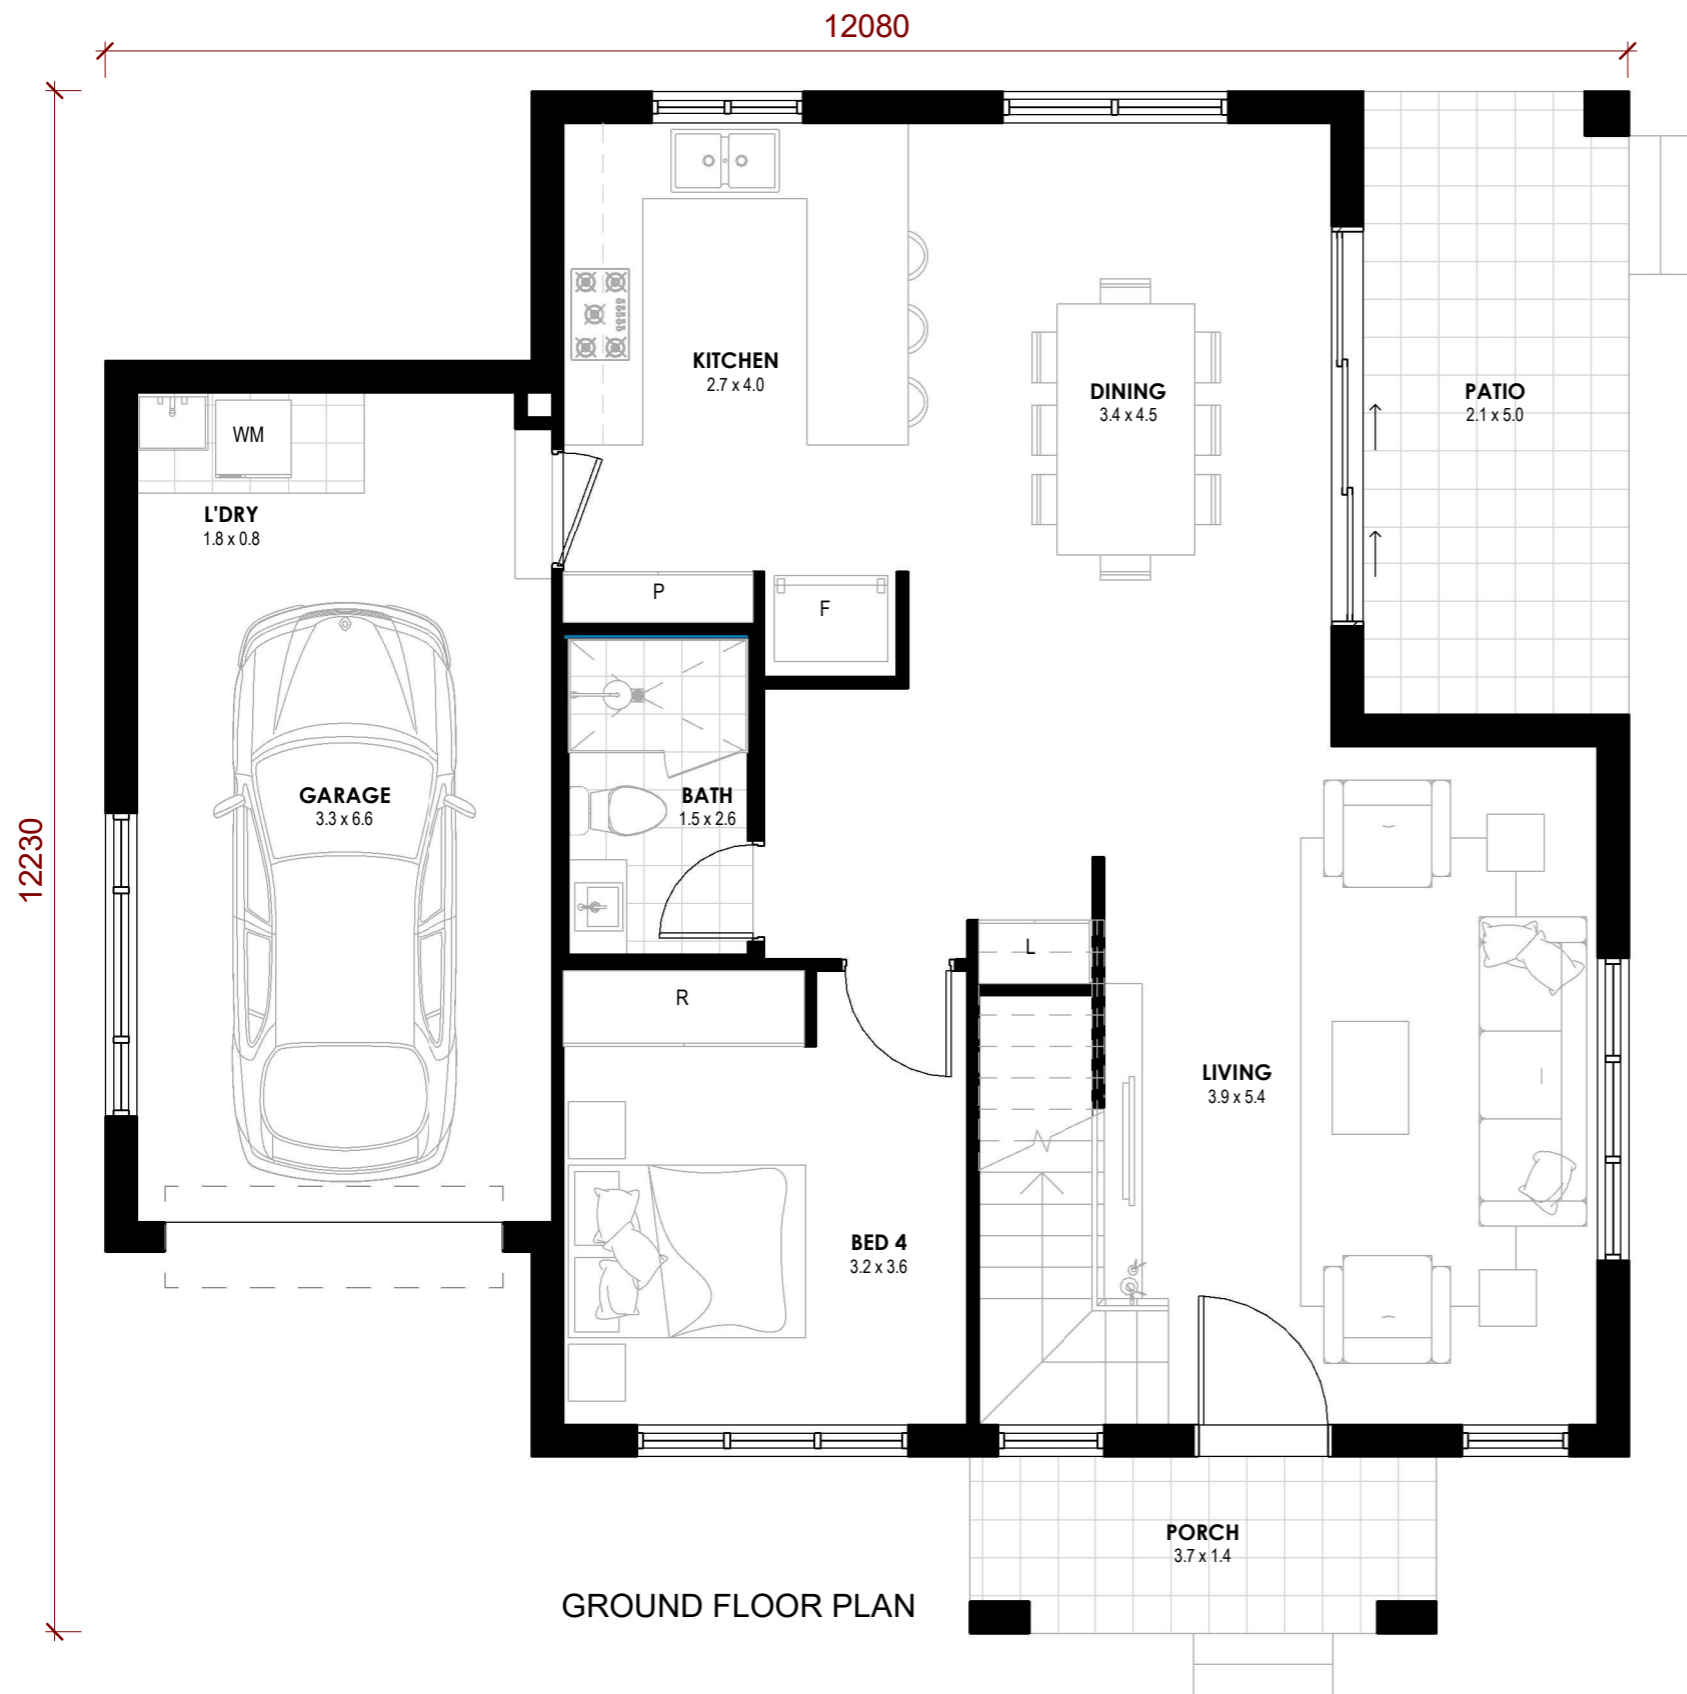 12080
12230
KITCHEN
2.7 x 4.0
DINING
3.4 x 4.5
PATIO
2.1 x 5.0
WM
L'DRY
1.8 x 0.8
P
F
GARAGE
3.3 x 6.6
BATH
1.5 x 2.6
L
R
LIVING
3.9 x 5.4
BED 4
3.2 x 3.6
PORCH
3.7 x 1.4
GROUND FLOOR PLAN